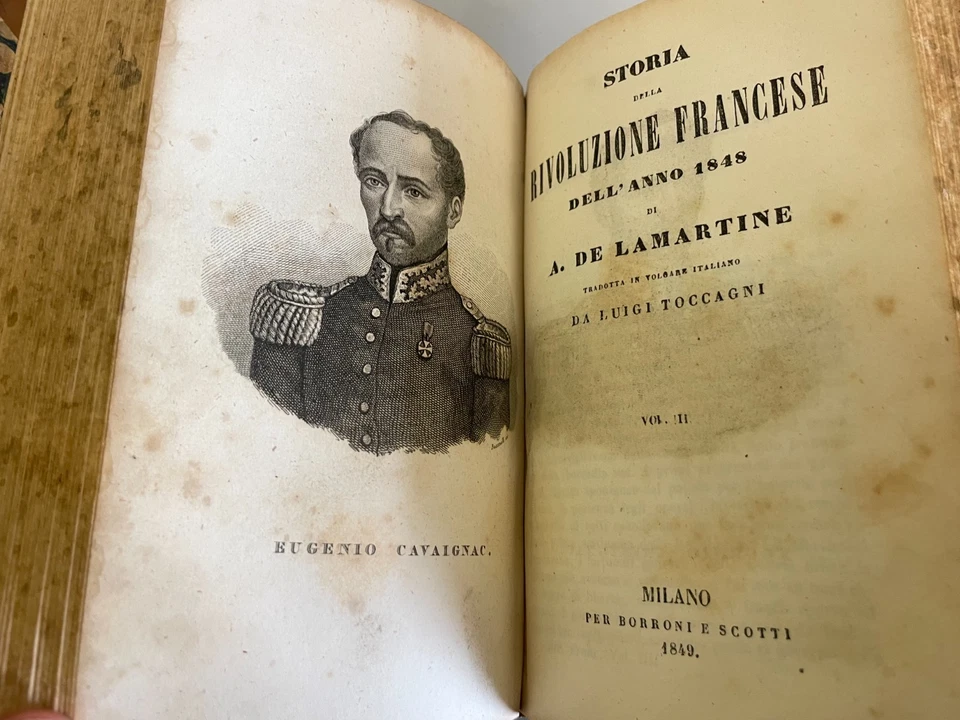 EUGENIO CAVAIGNAC.
STORIA
DELLA
RIVOLUZIONE FRANCESE
DELL'ANNO 1848
DI
A. DE LAMARTINE
TRADOTTA IN VOLGARE ITALIANO
DA LUIGI TOCCAGNI
VOL. II
MILANO
PER BORRONI E SCOTTI
1849.